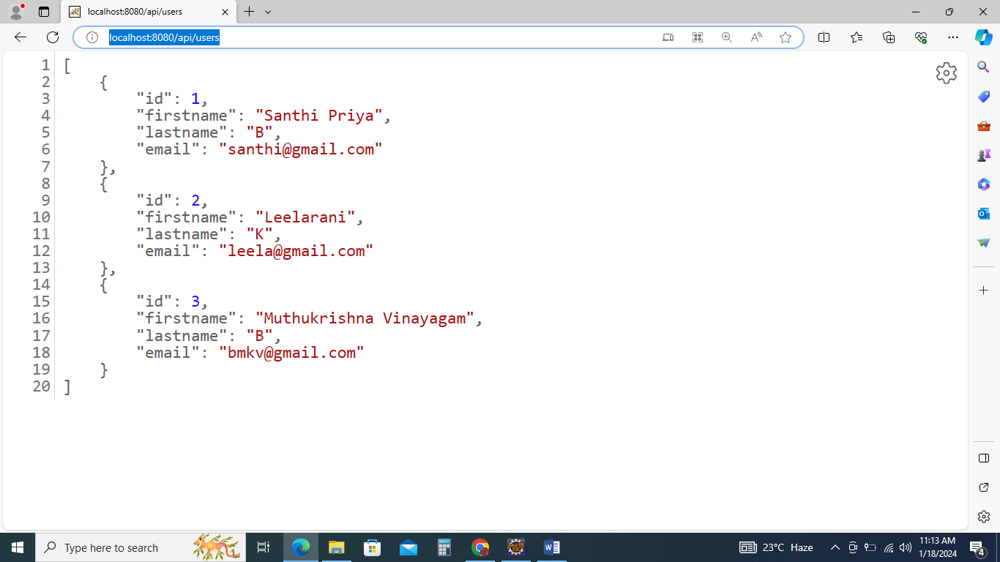 localhost:8080/api/users
localhost:8080/api/users
1 [
2 {
3 "id": 1,
4 "firstname": "Santhi Priya",
5 "lastname": "B",
6 "email": "santhi@gmail.com"
7 },
8 {
9 "id": 2,
10 "firstname": "Leelarani",
11 "lastname": "K",
12 "email": "leela@gmail.com"
13 },
14 {
15 "id": 3,
16 "firstname": "Muthukrishna Vinayagam",
17 "lastname": "B",
18 "email": "bmkv@gmail.com"
19 }
20 ]
Type here to search
23°C Haze
11:13 AM
1/18/2024
4